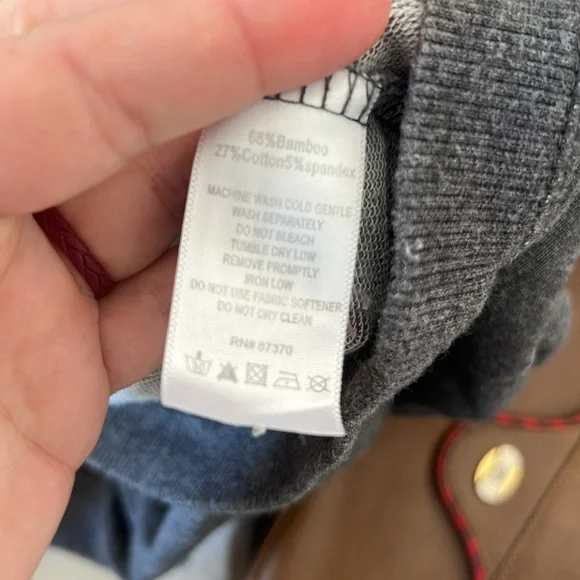 68%Bamboo
27%Cotton5%spandex
MACHINE WASH COLD GENTLE
WASH SEPARATELY
DO NOT BLEACH
TUMBLE DRY LOW
REMOVE PROMPTLY
IRON LOW
DO NOT USE FABRIC SOFTENER
DO NOT DRY CLEAN
RN# 87370